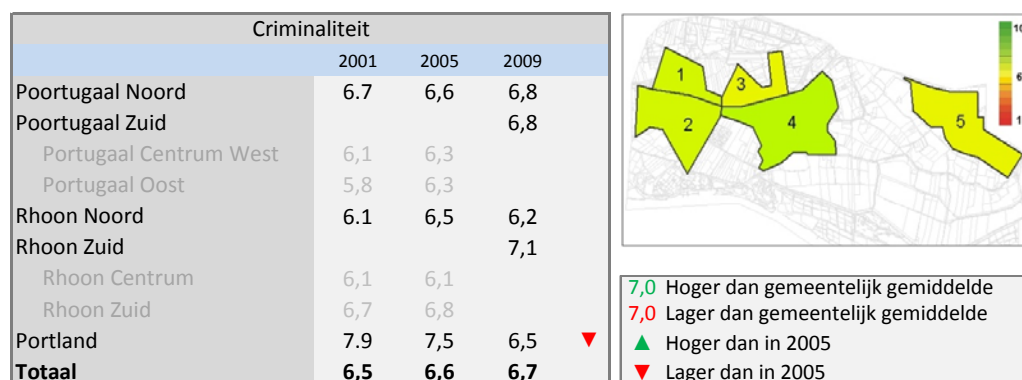 Criminaliteit
2001 2005 2009
Poortugaal Noord 6.7 6,6 6,8
Poortugaal Zuid 6,8
Portugaal Centrum West 6,1 6,3
Portugaal Oost 5,8 6,3
Rhoon Noord 6.1 6,5 6,2
Rhoon Zuid 7,1
Rhoon Centrum 6,1 6,1
Rhoon Zuid 6,7 6,8
Portland 7.9 7,5 6,5 ▼
Totaal 6,5 6,6 6,7
10
1
3
6
2
4
5
1
7,0 Hoger dan gemeentelijk gemiddelde
7,0 Lager dan gemeentelijk gemiddelde
▲ Hoger dan in 2005
▼ Lager dan in 2005